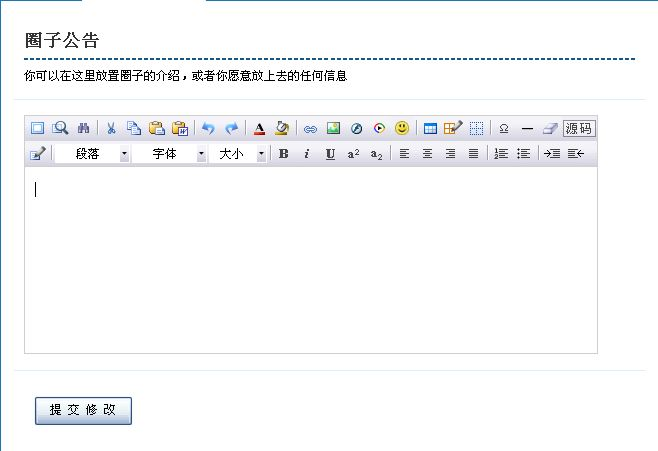 圈子公告
你可以在这里放置圈子的介绍，或者你愿意放上去的任何信息
A Ω 源码
段落 字体 大小 B i U a² a₂
提交修改